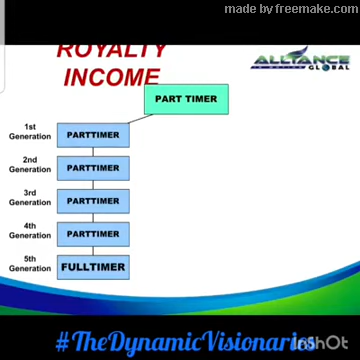 made by freemake.com
ROYALTY
INCOME
ALLIANCE
GLOBAL
PART TIMER
1st
Generation
PARTTIMER
2nd
Generation
PARTTIMER
3rd
Generation
PARTTIMER
4th
Generation
PARTTIMER
5th
Generation
FULLTIMER
#TheDynamicVisionaries
InShOt